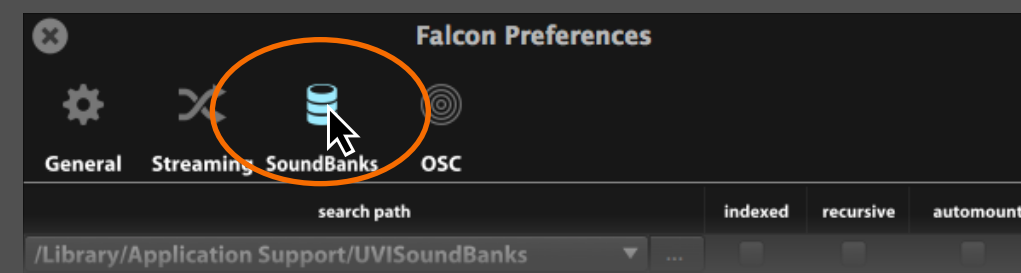 Falcon Preferences
General Streaming SoundBanks OSC
search path indexed recursive automount
/Library/Application Support/UVISoundBanks ...